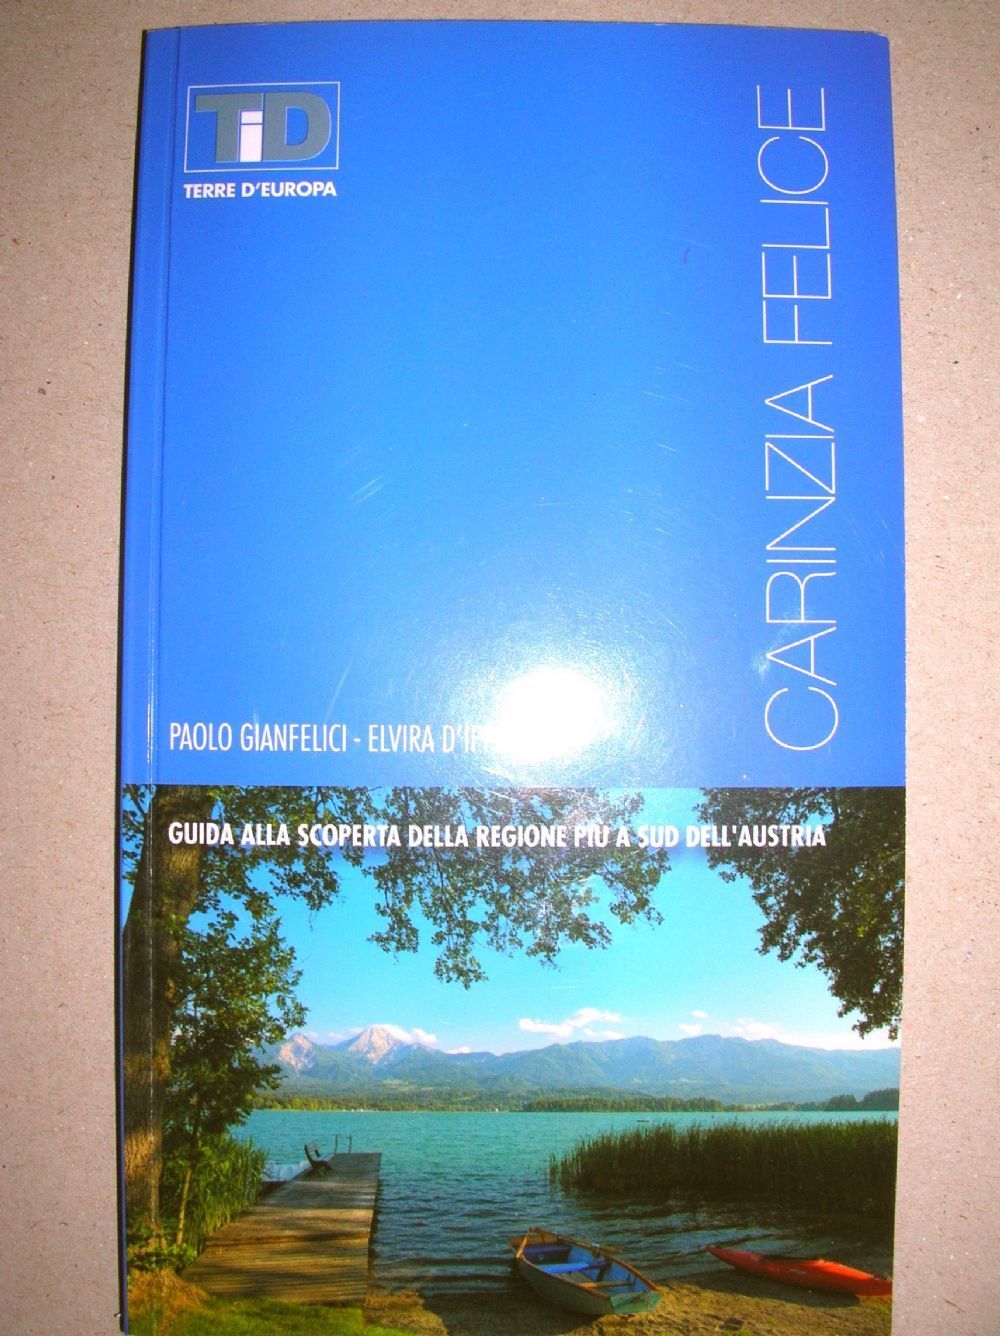 TiD
TERRE D'EUROPA
CARINZIA FELICE
PAOLO GIANFELICI - ELVIRA
GUIDA ALLA SCOPERTA DELLA REGIONE PIÙ A SUD DELL'AUSTRIA